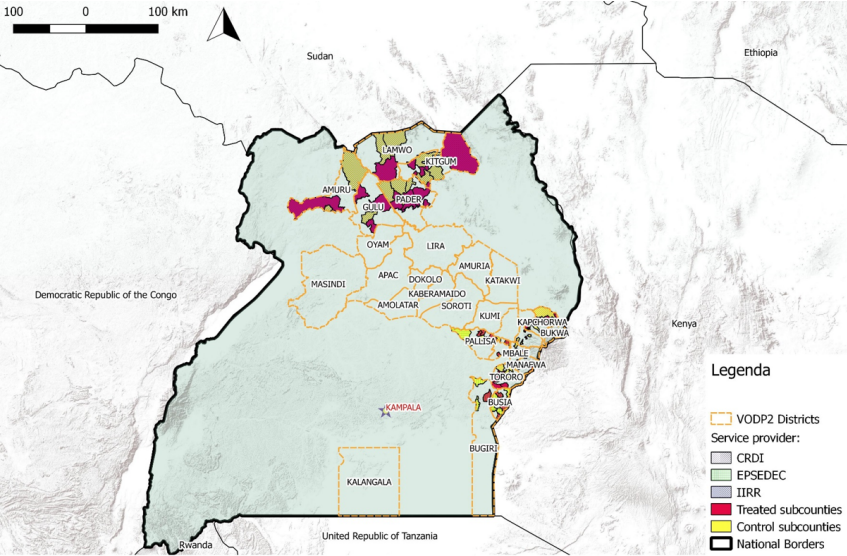 100 0 100 km
Sudan
Ethiopia
LAMWO
KITGUM
AMURU
PADER
GULU
OYAM
LIRA
AMURIA
APAC
DOKOLO
KATAKWI
MASINDI
KABERAMAIDO
AMOLATAR
SOROTI
KUMI
Democratic Republic of the Congo
KAPCHORWA
Kenya
BUKWA
PALLISA
MBALE
MANAFWA
TORORO
BUSIA
KAMPALA
BUGIRI
KALANGALA
Rwanda
United Republic of Tanzania
Legenda
VODP2 Districts
Service provider:
CRDI
EPSEDEC
IIRR
Treated subcounties
Control subcounties
National Borders